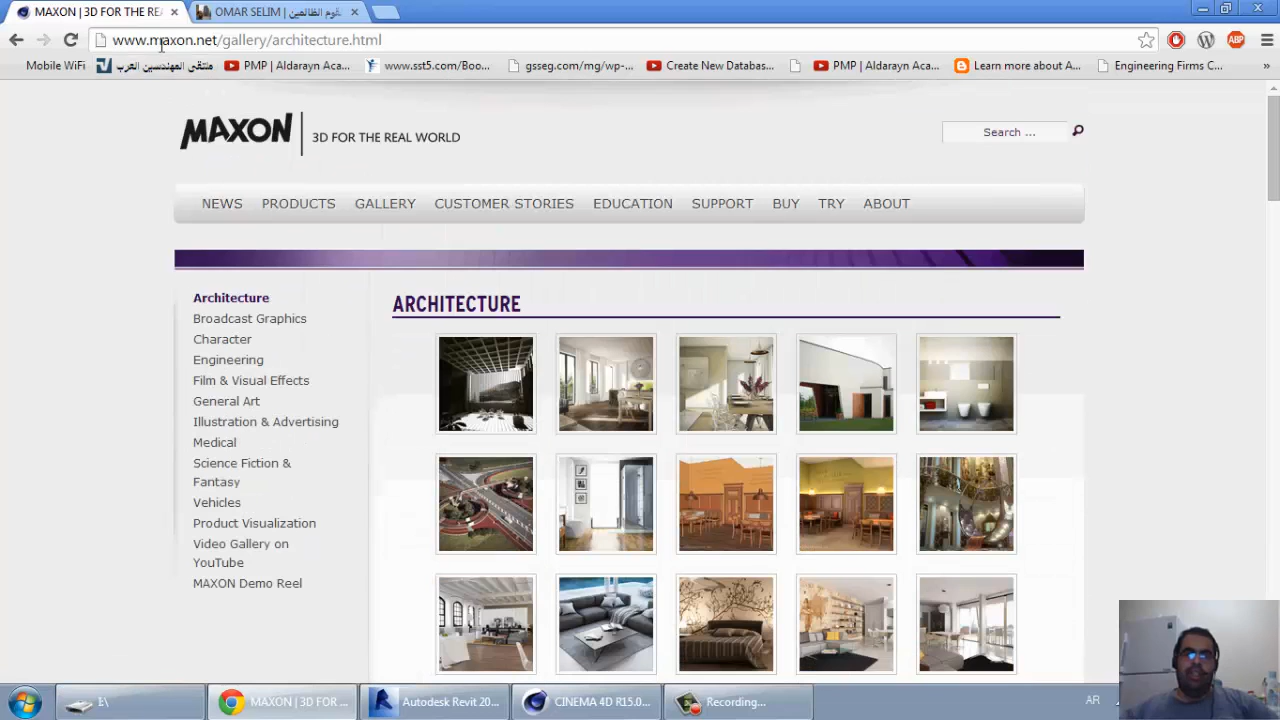 MAXON | 3D FOR THE REA
OMAR SELIM | تقوم الظالمين
www.maxon.net/gallery/architecture.html
ABP
Mobile WiFi
ملتقى المهندسين العرب
PMP | Aldarayn Aca...
www.sst5.com/Boo...
gsseg.com/mg/wp-...
Create New Databas...
PMP | Aldarayn Aca...
Learn more about A...
Engineering Firms C...
»
MAXON
3D FOR THE REAL WORLD
Search ...
NEWS PRODUCTS GALLERY CUSTOMER STORIES EDUCATION SUPPORT BUY TRY ABOUT
Architecture
Broadcast Graphics
Character
Engineering
Film & Visual Effects
General Art
Illustration & Advertising
Medical
Science Fiction &
Fantasy
Vehicles
Product Visualization
Video Gallery on
YouTube
MAXON Demo Reel
ARCHITECTURE
I:\
MAXON | 3D FOR ...
Autodesk Revit 20...
CINEMA 4D R15.0...
Recording...
AR